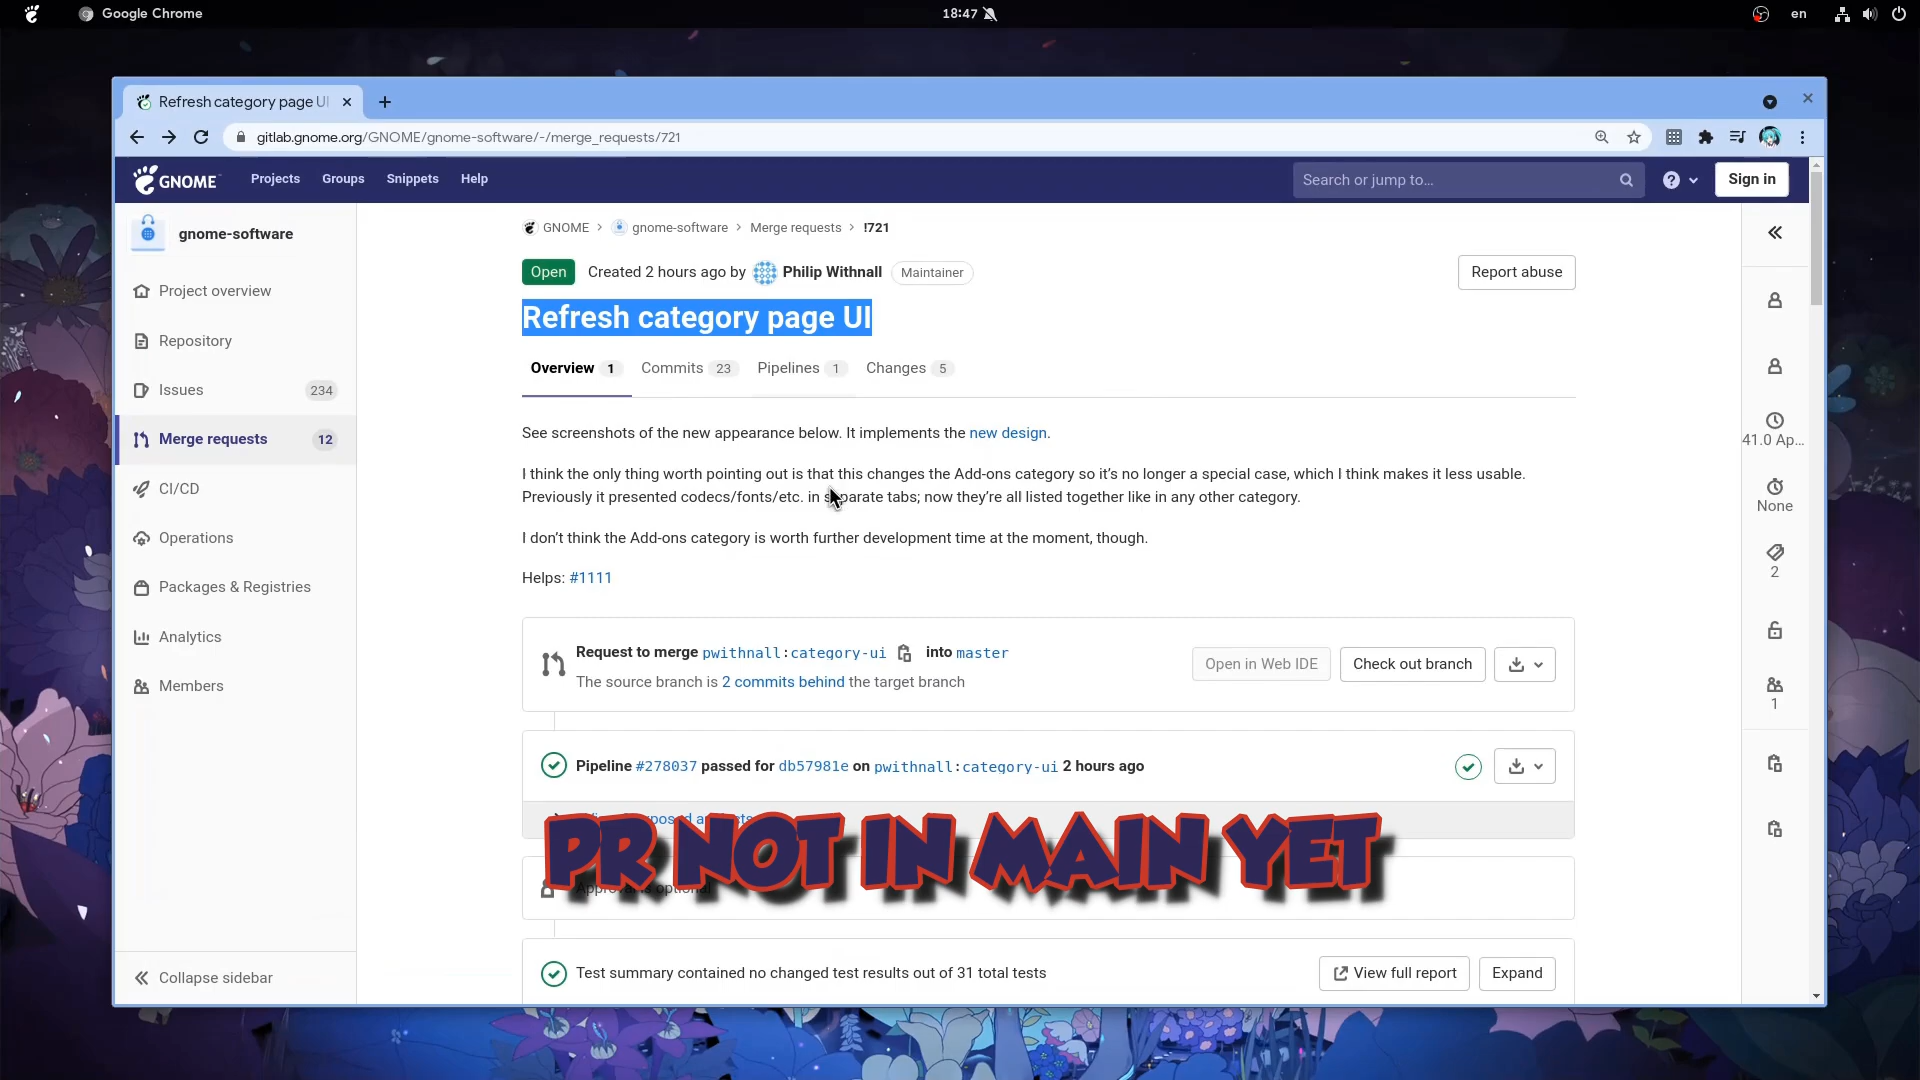 Google Chrome
18:47
en
Refresh category page UI
gitlab.gnome.org/GNOME/gnome-software/-/merge_requests/721
GNOME
Projects
Groups
Snippets
Help
Search or jump to…
Sign in
gnome-software
Project overview
Repository
Issues 234
Merge requests 12
CI/CD
Operations
Packages & Registries
Analytics
Members
Collapse sidebar
GNOME > gnome-software > Merge requests > !721
Open Created 2 hours ago by Philip Withnall Maintainer
Report abuse
Refresh category page UI
Overview 1 Commits 23 Pipelines 1 Changes 5
See screenshots of the new appearance below. It implements the new design.
I think the only thing worth pointing out is that this changes the Add-ons category so it’s no longer a special case, which I think makes it less usable.
Previously it presented codecs/fonts/etc. in separate tabs; now they’re all listed together like in any other category.
I don’t think the Add-ons category is worth further development time at the moment, though.
Helps: #1111
Request to merge pwithnall:category-ui into master
The source branch is 2 commits behind the target branch
Open in Web IDE
Check out branch
Pipeline #278037 passed for db57981e on pwithnall:category-ui 2 hours ago
PR NOT IN MAIN YET
Test summary contained no changed test results out of 31 total tests
View full report
Expand
41.0 Ap...
None
2
1